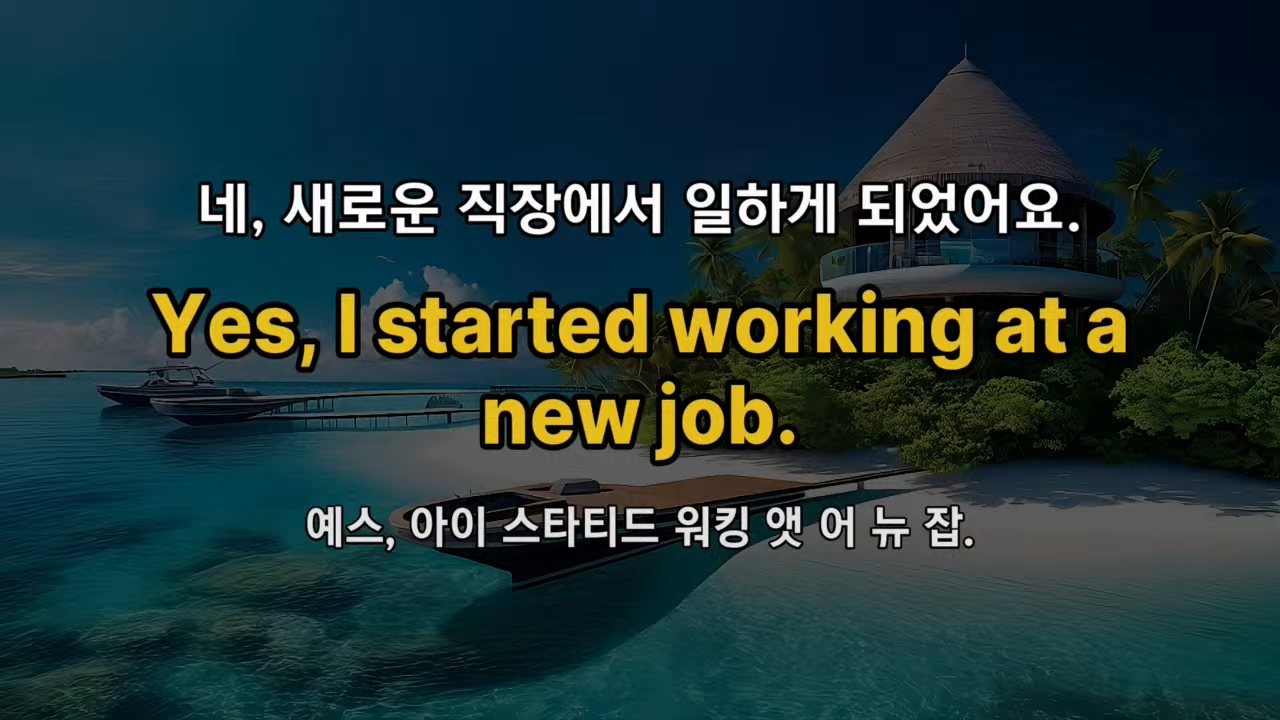 네, 새로운 직장에서 일하게 되었어요.
Yes, I started working at a
new job.
예스, 아이 스타티드 워킹 앳 어 뉴 잡.